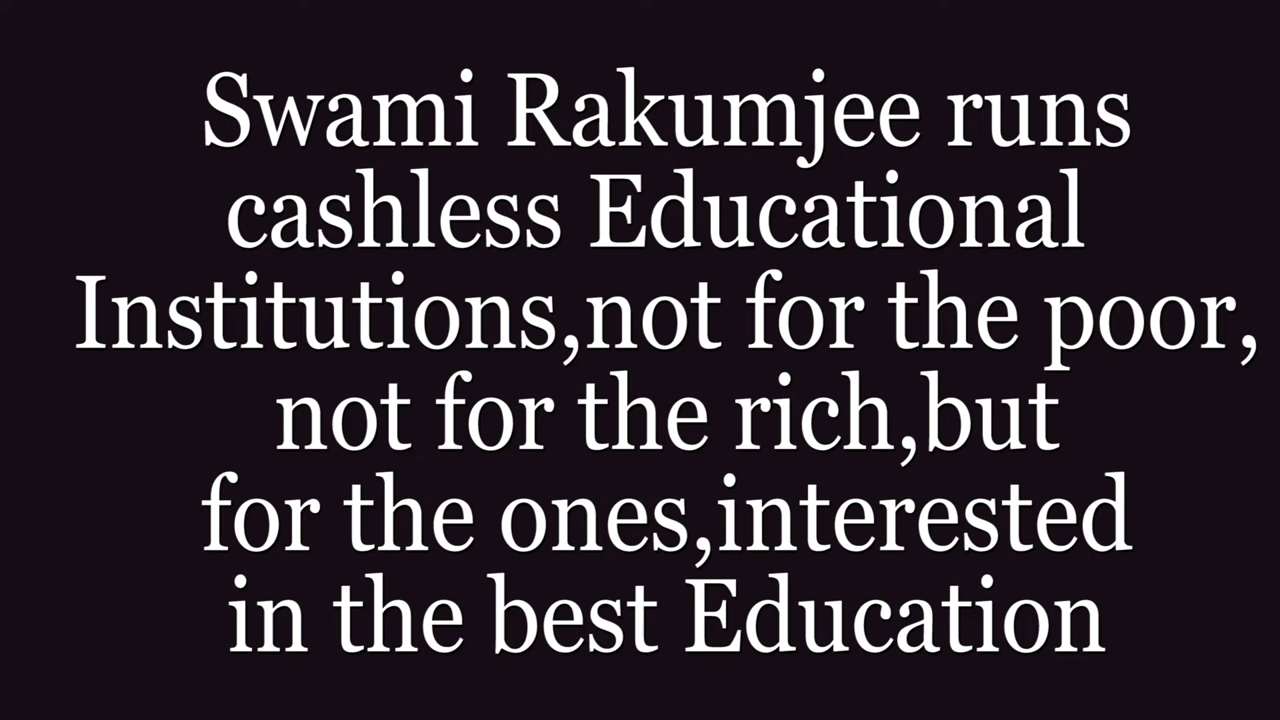 Swami Rakumjee runs
cashless Educational
Institutions,not for the poor,
not for the rich,but
for the ones,interested
in the best Education